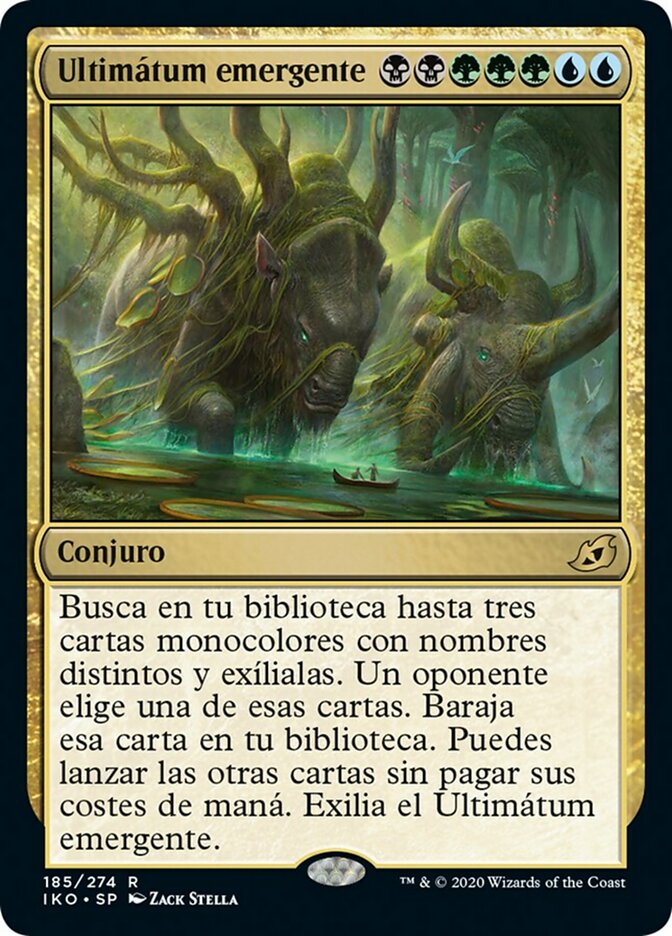 Ultimátum emergente
Conjuro
Busca en tu biblioteca hasta tres
cartas monocolores con nombres
distintos y exílialas. Un oponente
elige una de esas cartas. Baraja
esa carta en tu biblioteca. Puedes
lanzar las otras cartas sin pagar sus
costes de maná. Exilia el Ultimátum
emergente.
185/274 R
IKO • SP Zack Stella
™ & © 2020 Wizards of the Coast